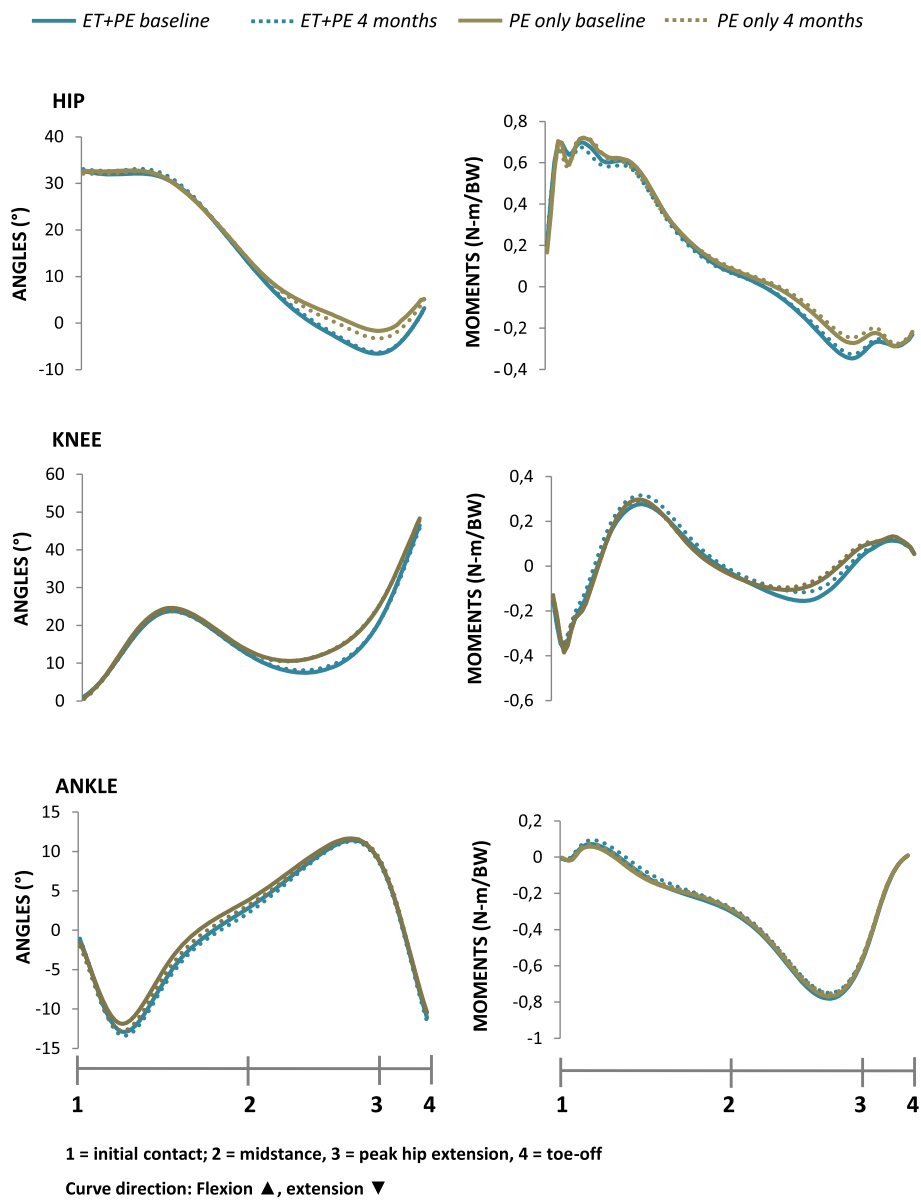 ET+PE baseline ET+PE 4 months PE only baseline PE only 4 months
HIP
ANGLES (°)
40
30
20
10
0
-10
MOMENTS (N-m/BW)
0,8
0,6
0,4
0,2
0
-0,2
-0,4
KNEE
ANGLES (°)
60
50
40
30
20
10
0
MOMENTS (N-m/BW)
0,4
0,2
0
-0,2
-0,4
-0,6
ANKLE
ANGLES (°)
15
10
5
0
-5
-10
-15
1 2 3 4
MOMENTS (N-m/BW)
0,2
0
-0,2
-0,4
-0,6
-0,8
-1
1 2 3 4
1 = initial contact; 2 = midstance, 3 = peak hip extension, 4 = toe-off
Curve direction: Flexion ▲, extension ▼